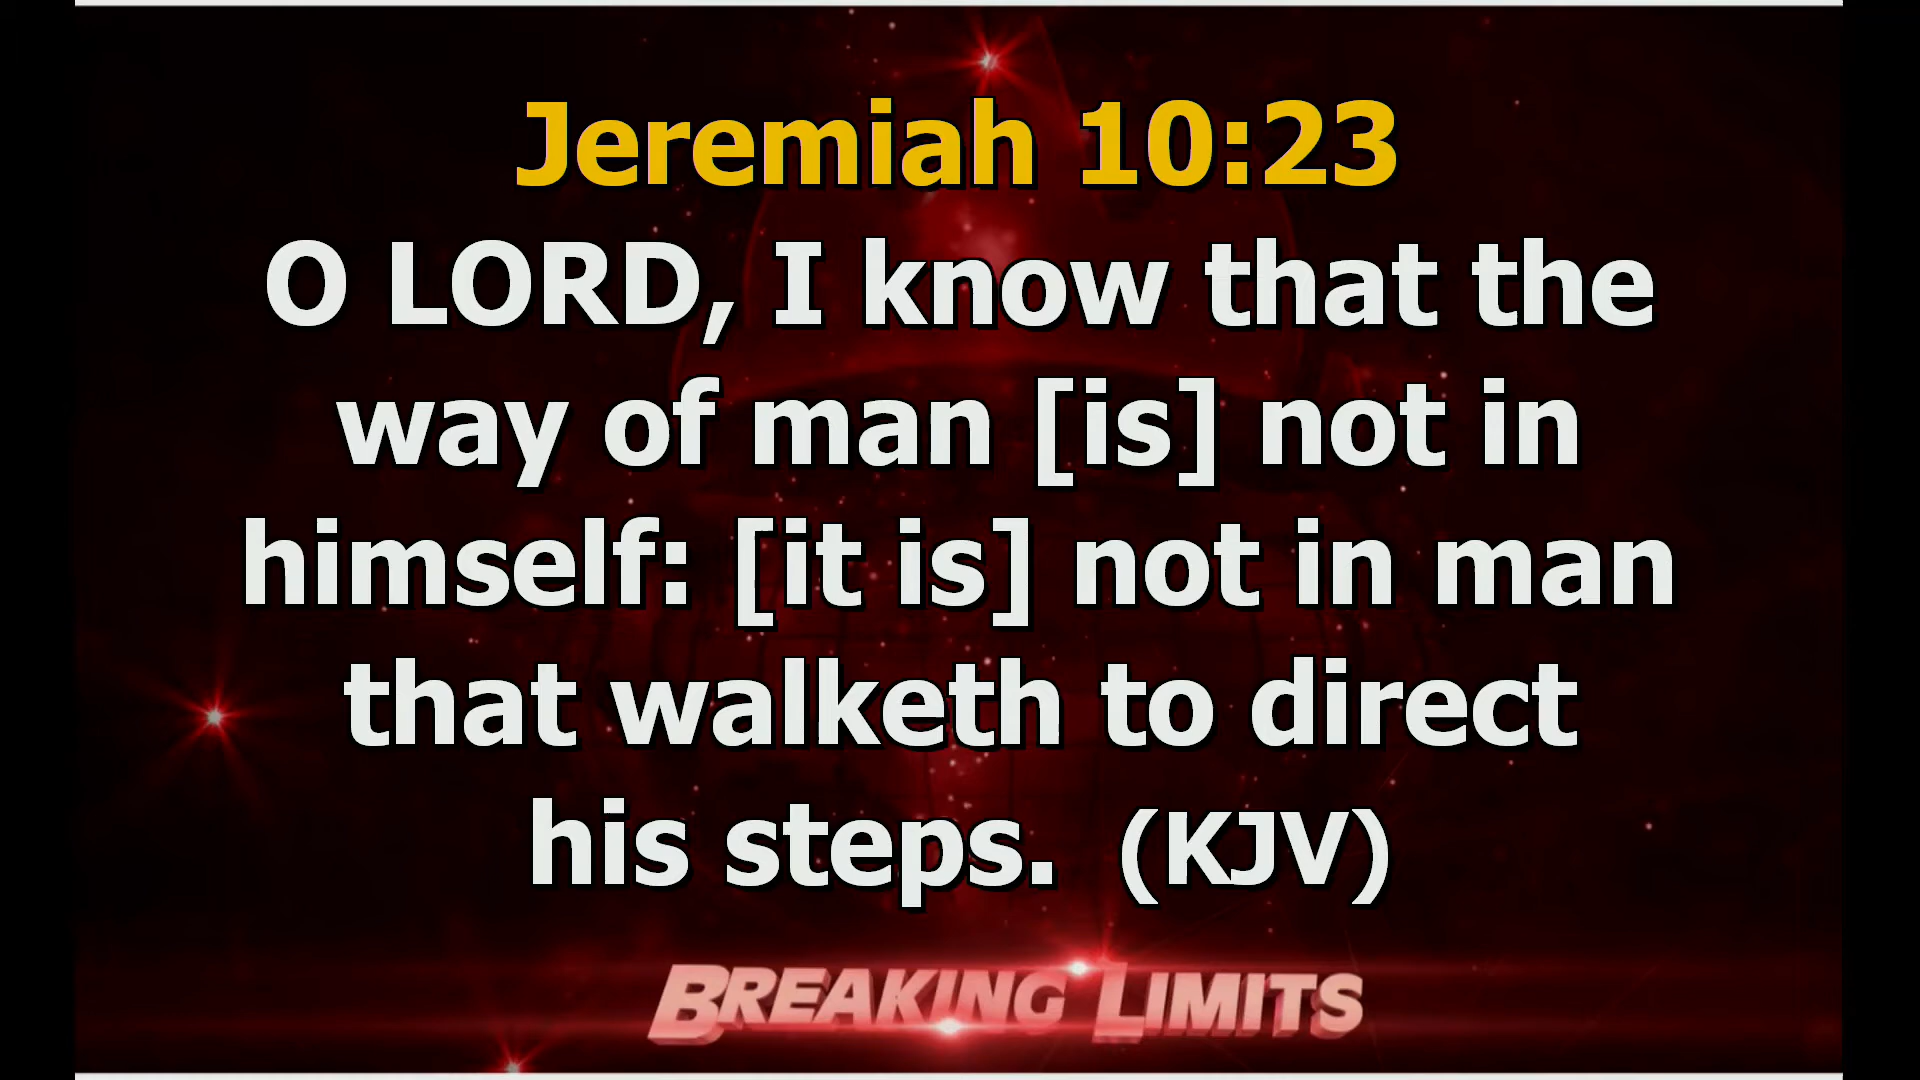 Jeremiah 10:23
O LORD, I know that the
way of man [is] not in
himself: [it is] not in man
that walketh to direct
his steps. (KJV)
BREAKING LIMITS